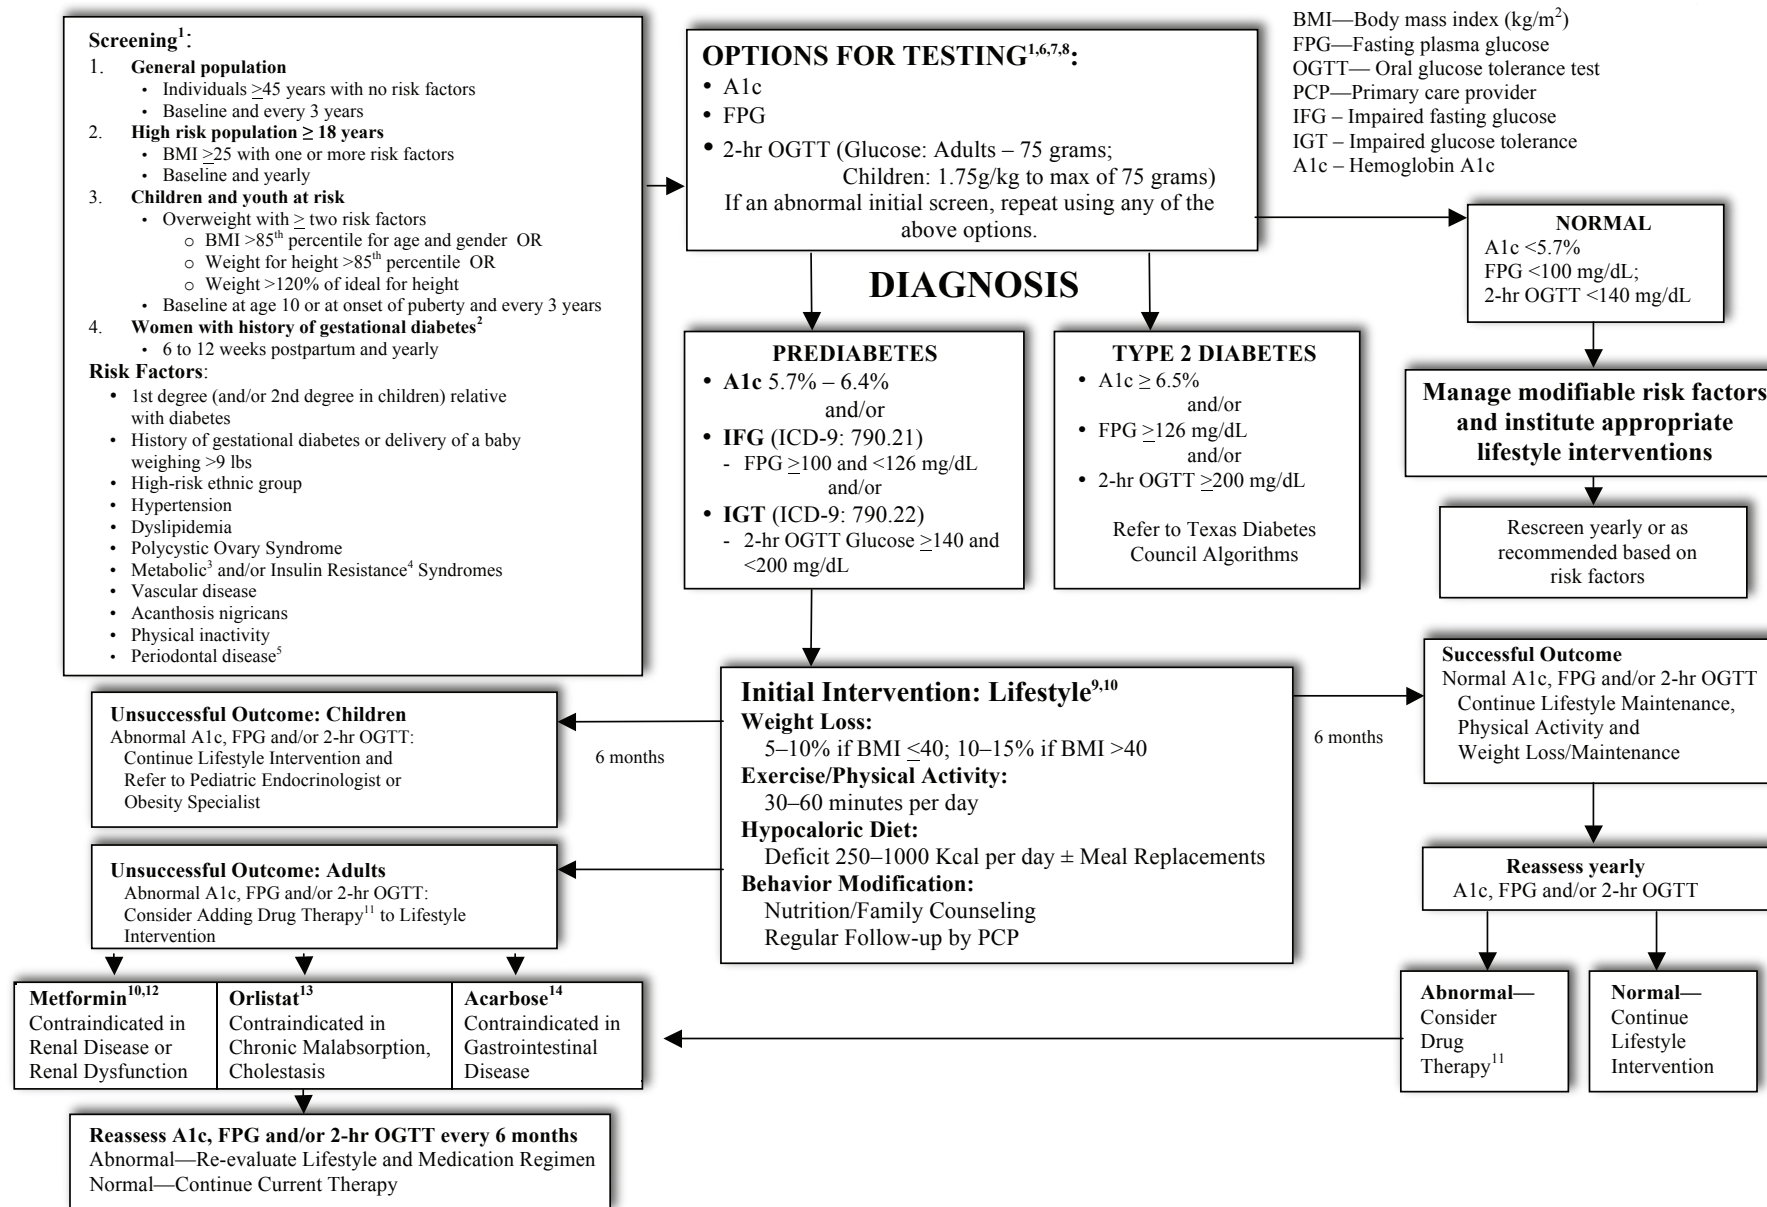 Screening1:
1. General population
• Individuals ≥45 years with no risk factors
• Baseline and every 3 years
2. High risk population ≥ 18 years
• BMI ≥25 with one or more risk factors
• Baseline and yearly
3. Children and youth at risk
• Overweight with ≥ two risk factors
o BMI >85th percentile for age and gender OR
o Weight for height >85th percentile OR
o Weight >120% of ideal for height
• Baseline at age 10 or at onset of puberty and every 3 years
4. Women with history of gestational diabetes2
• 6 to 12 weeks postpartum and yearly
Risk Factors:
• 1st degree (and/or 2nd degree in children) relative
with diabetes
• History of gestational diabetes or delivery of a baby
weighing >9 lbs
• High-risk ethnic group
• Hypertension
• Dyslipidemia
• Polycystic Ovary Syndrome
• Metabolic3 and/or Insulin Resistance4 Syndromes
• Vascular disease
• Acanthosis nigricans
• Physical inactivity
• Periodontal disease5
OPTIONS FOR TESTING1,6,7,8:
• A1c
• FPG
• 2-hr OGTT (Glucose: Adults – 75 grams;
Children: 1.75g/kg to max of 75 grams)
If an abnormal initial screen, repeat using any of the
above options.
BMI—Body mass index (kg/m2)
FPG—Fasting plasma glucose
OGTT— Oral glucose tolerance test
PCP—Primary care provider
IFG – Impaired fasting glucose
IGT – Impaired glucose tolerance
A1c – Hemoglobin A1c
DIAGNOSIS
NORMAL
A1c <5.7%
FPG <100 mg/dL;
2-hr OGTT <140 mg/dL
PREDIABETES
• A1c 5.7% – 6.4%
and/or
• IFG (ICD-9: 790.21)
- FPG ≥100 and <126 mg/dL
and/or
• IGT (ICD-9: 790.22)
- 2-hr OGTT Glucose ≥140 and
<200 mg/dL
TYPE 2 DIABETES
• A1c ≥ 6.5%
and/or
• FPG ≥126 mg/dL
and/or
• 2-hr OGTT ≥200 mg/dL
Refer to Texas Diabetes
Council Algorithms
Manage modifiable risk factors
and institute appropriate
lifestyle interventions
Rescreen yearly or as
recommended based on
risk factors
Initial Intervention: Lifestyle9,10
Weight Loss:
5–10% if BMI ≤40; 10–15% if BMI >40
Exercise/Physical Activity:
30–60 minutes per day
Hypocaloric Diet:
Deficit 250–1000 Kcal per day ± Meal Replacements
Behavior Modification:
Nutrition/Family Counseling
Regular Follow-up by PCP
6 months
6 months
Unsuccessful Outcome: Children
Abnormal A1c, FPG and/or 2-hr OGTT:
Continue Lifestyle Intervention and
Refer to Pediatric Endocrinologist or
Obesity Specialist
Unsuccessful Outcome: Adults
Abnormal A1c, FPG and/or 2-hr OGTT:
Consider Adding Drug Therapy11 to Lifestyle
Intervention
Successful Outcome
Normal A1c, FPG and/or 2-hr OGTT
Continue Lifestyle Maintenance,
Physical Activity and
Weight Loss/Maintenance
Reassess yearly
A1c, FPG and/or 2-hr OGTT
Abnormal—
Consider
Drug
Therapy11
Normal—
Continue
Lifestyle
Intervention
Metformin10,12
Contraindicated in
Renal Disease or
Renal Dysfunction
Orlistat13
Contraindicated in
Chronic Malabsorption,
Cholestasis
Acarbose14
Contraindicated in
Gastrointestinal
Disease
Reassess A1c, FPG and/or 2-hr OGTT every 6 months
Abnormal—Re-evaluate Lifestyle and Medication Regimen
Normal—Continue Current Therapy